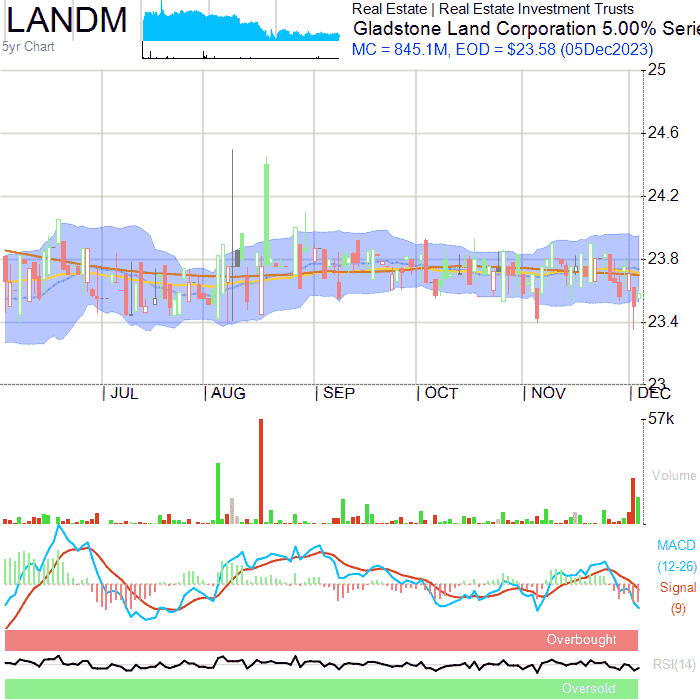 LANDM
5yr Chart
Real Estate | Real Estate Investment Trusts
Gladstone Land Corporation 5.00% Serie
MC = 845.1M, EOD = $23.58 (05Dec2023)
25
24.6
24.2
23.8
23.4
23
JUL AUG SEP OCT NOV DEC
57k
Volume
MACD
(12-26)
Signal
(9)
Overbought
RSI(14)
Oversold